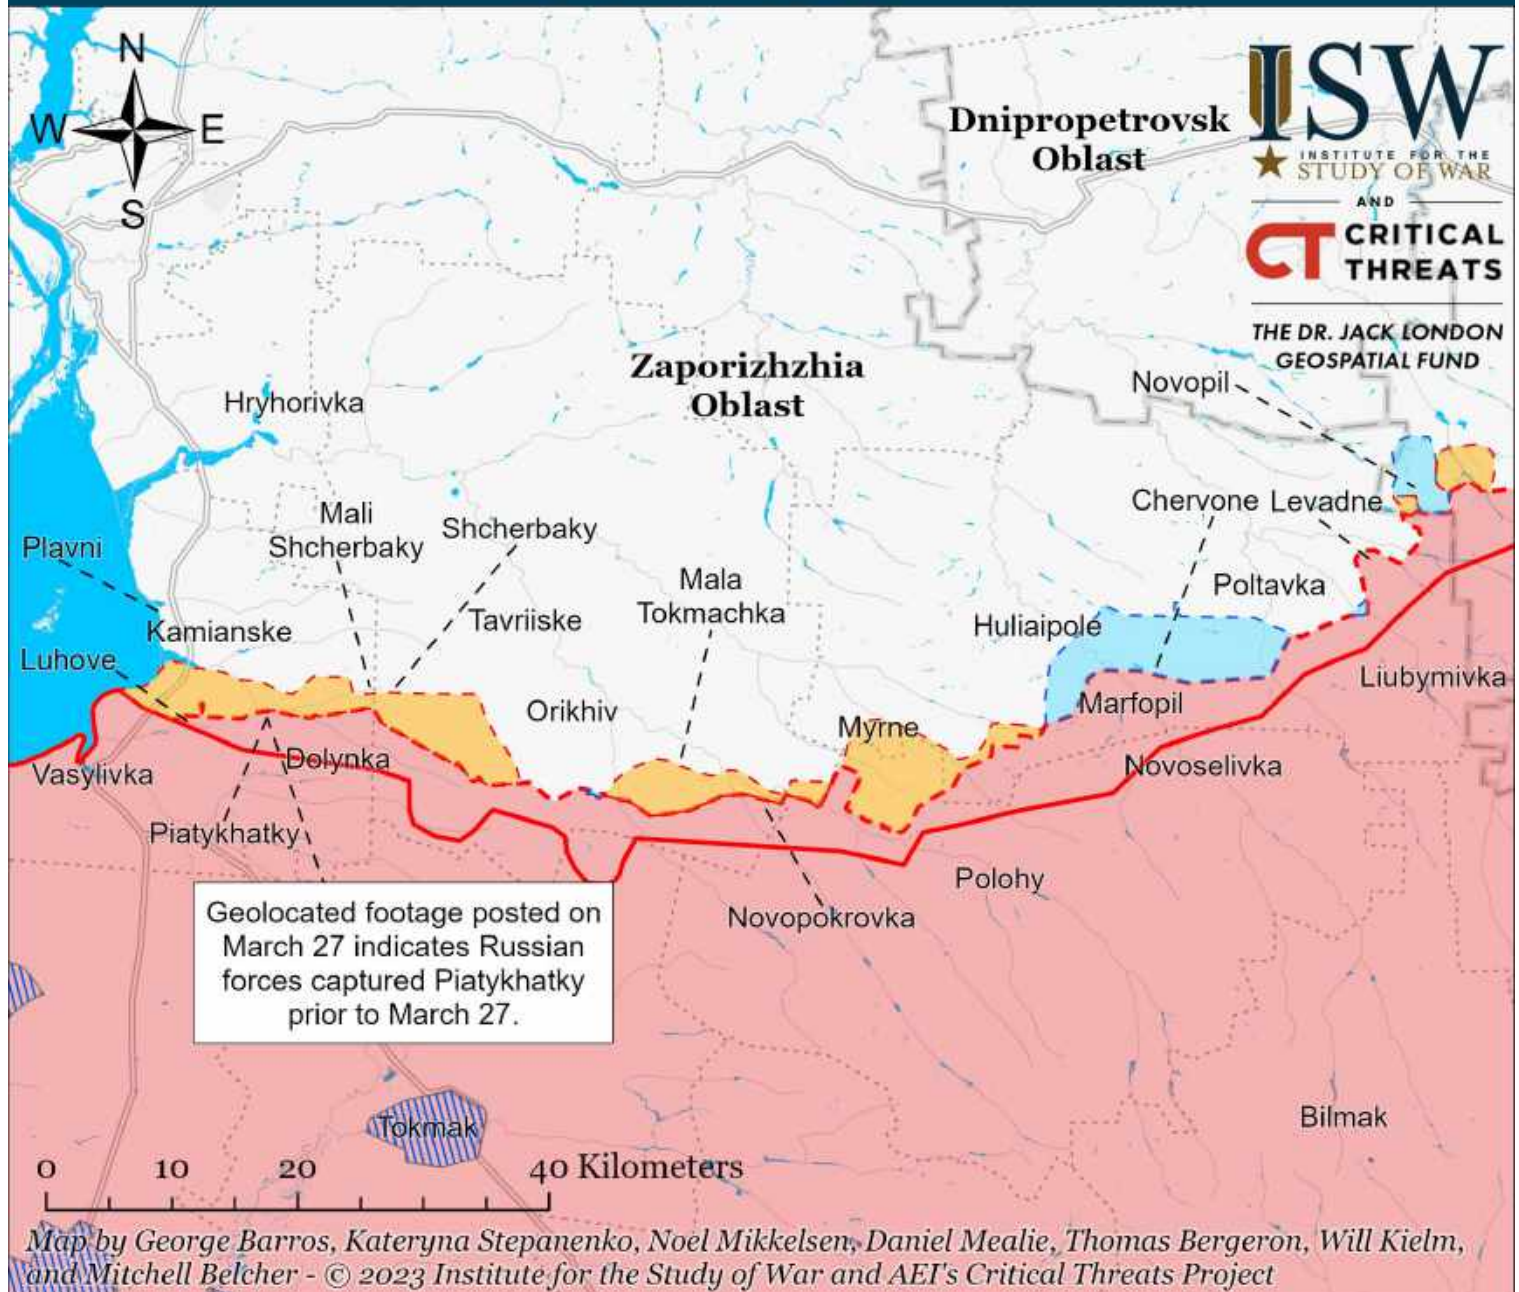 N
W E
S
Dnipropetrovsk
Oblast
ISW
INSTITUTE FOR THE
STUDY OF WAR
AND
CT CRITICAL
THREATS
THE DR. JACK LONDON
GEOSPATIAL FUND
Zaporizhzhia
Oblast
Novopil
Hryhorivka
Chervone Levadne
Mali
Shcherbaky
Shcherbaky
Plavni
Mala
Tokmachka
Poltavka
Tavriiske
Huliaipole
Kamianske
Luhove
Liubymivka
Orikhiv
Marfopil
Myrne
Dolynka
Vasylivka
Novoselivka
Piatykhatky
Polohy
Novopokrovka
Geolocated footage posted on
March 27 indicates Russian
forces captured Piatykhatky
prior to March 27.
Tokmak
Bilmak
0 10 20 40 Kilometers
Map by George Barros, Kateryna Stepanenko, Noel Mikkelsen, Daniel Mealie, Thomas Bergeron, Will Kielm,
and Mitchell Belcher - © 2023 Institute for the Study of War and AEI's Critical Threats Project